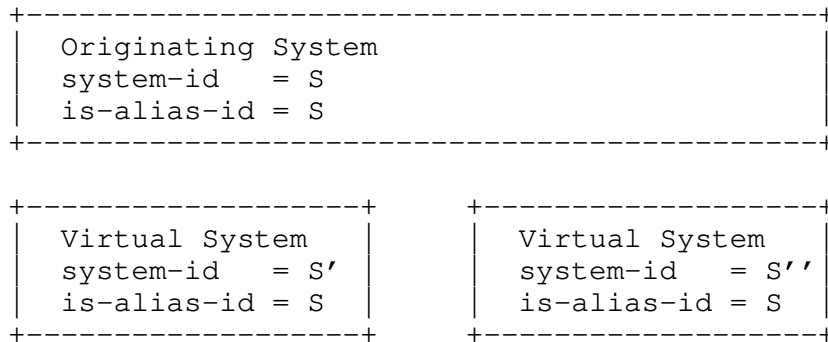 Originating System
system-id = S
is-alias-id = S
Virtual System Virtual System
system-id = S' system-id = S''
is-alias-id = S is-alias-id = S